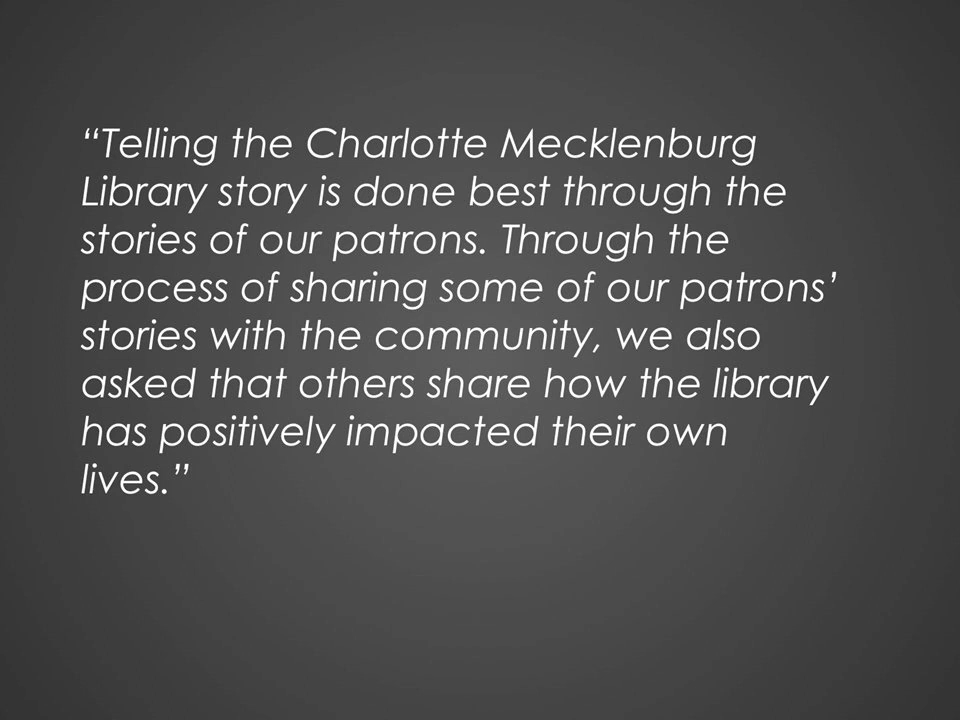 “Telling the Charlotte Mecklenburg
Library story is done best through the
stories of our patrons. Through the
process of sharing some of our patrons’
stories with the community, we also
asked that others share how the library
has positively impacted their own
lives.”